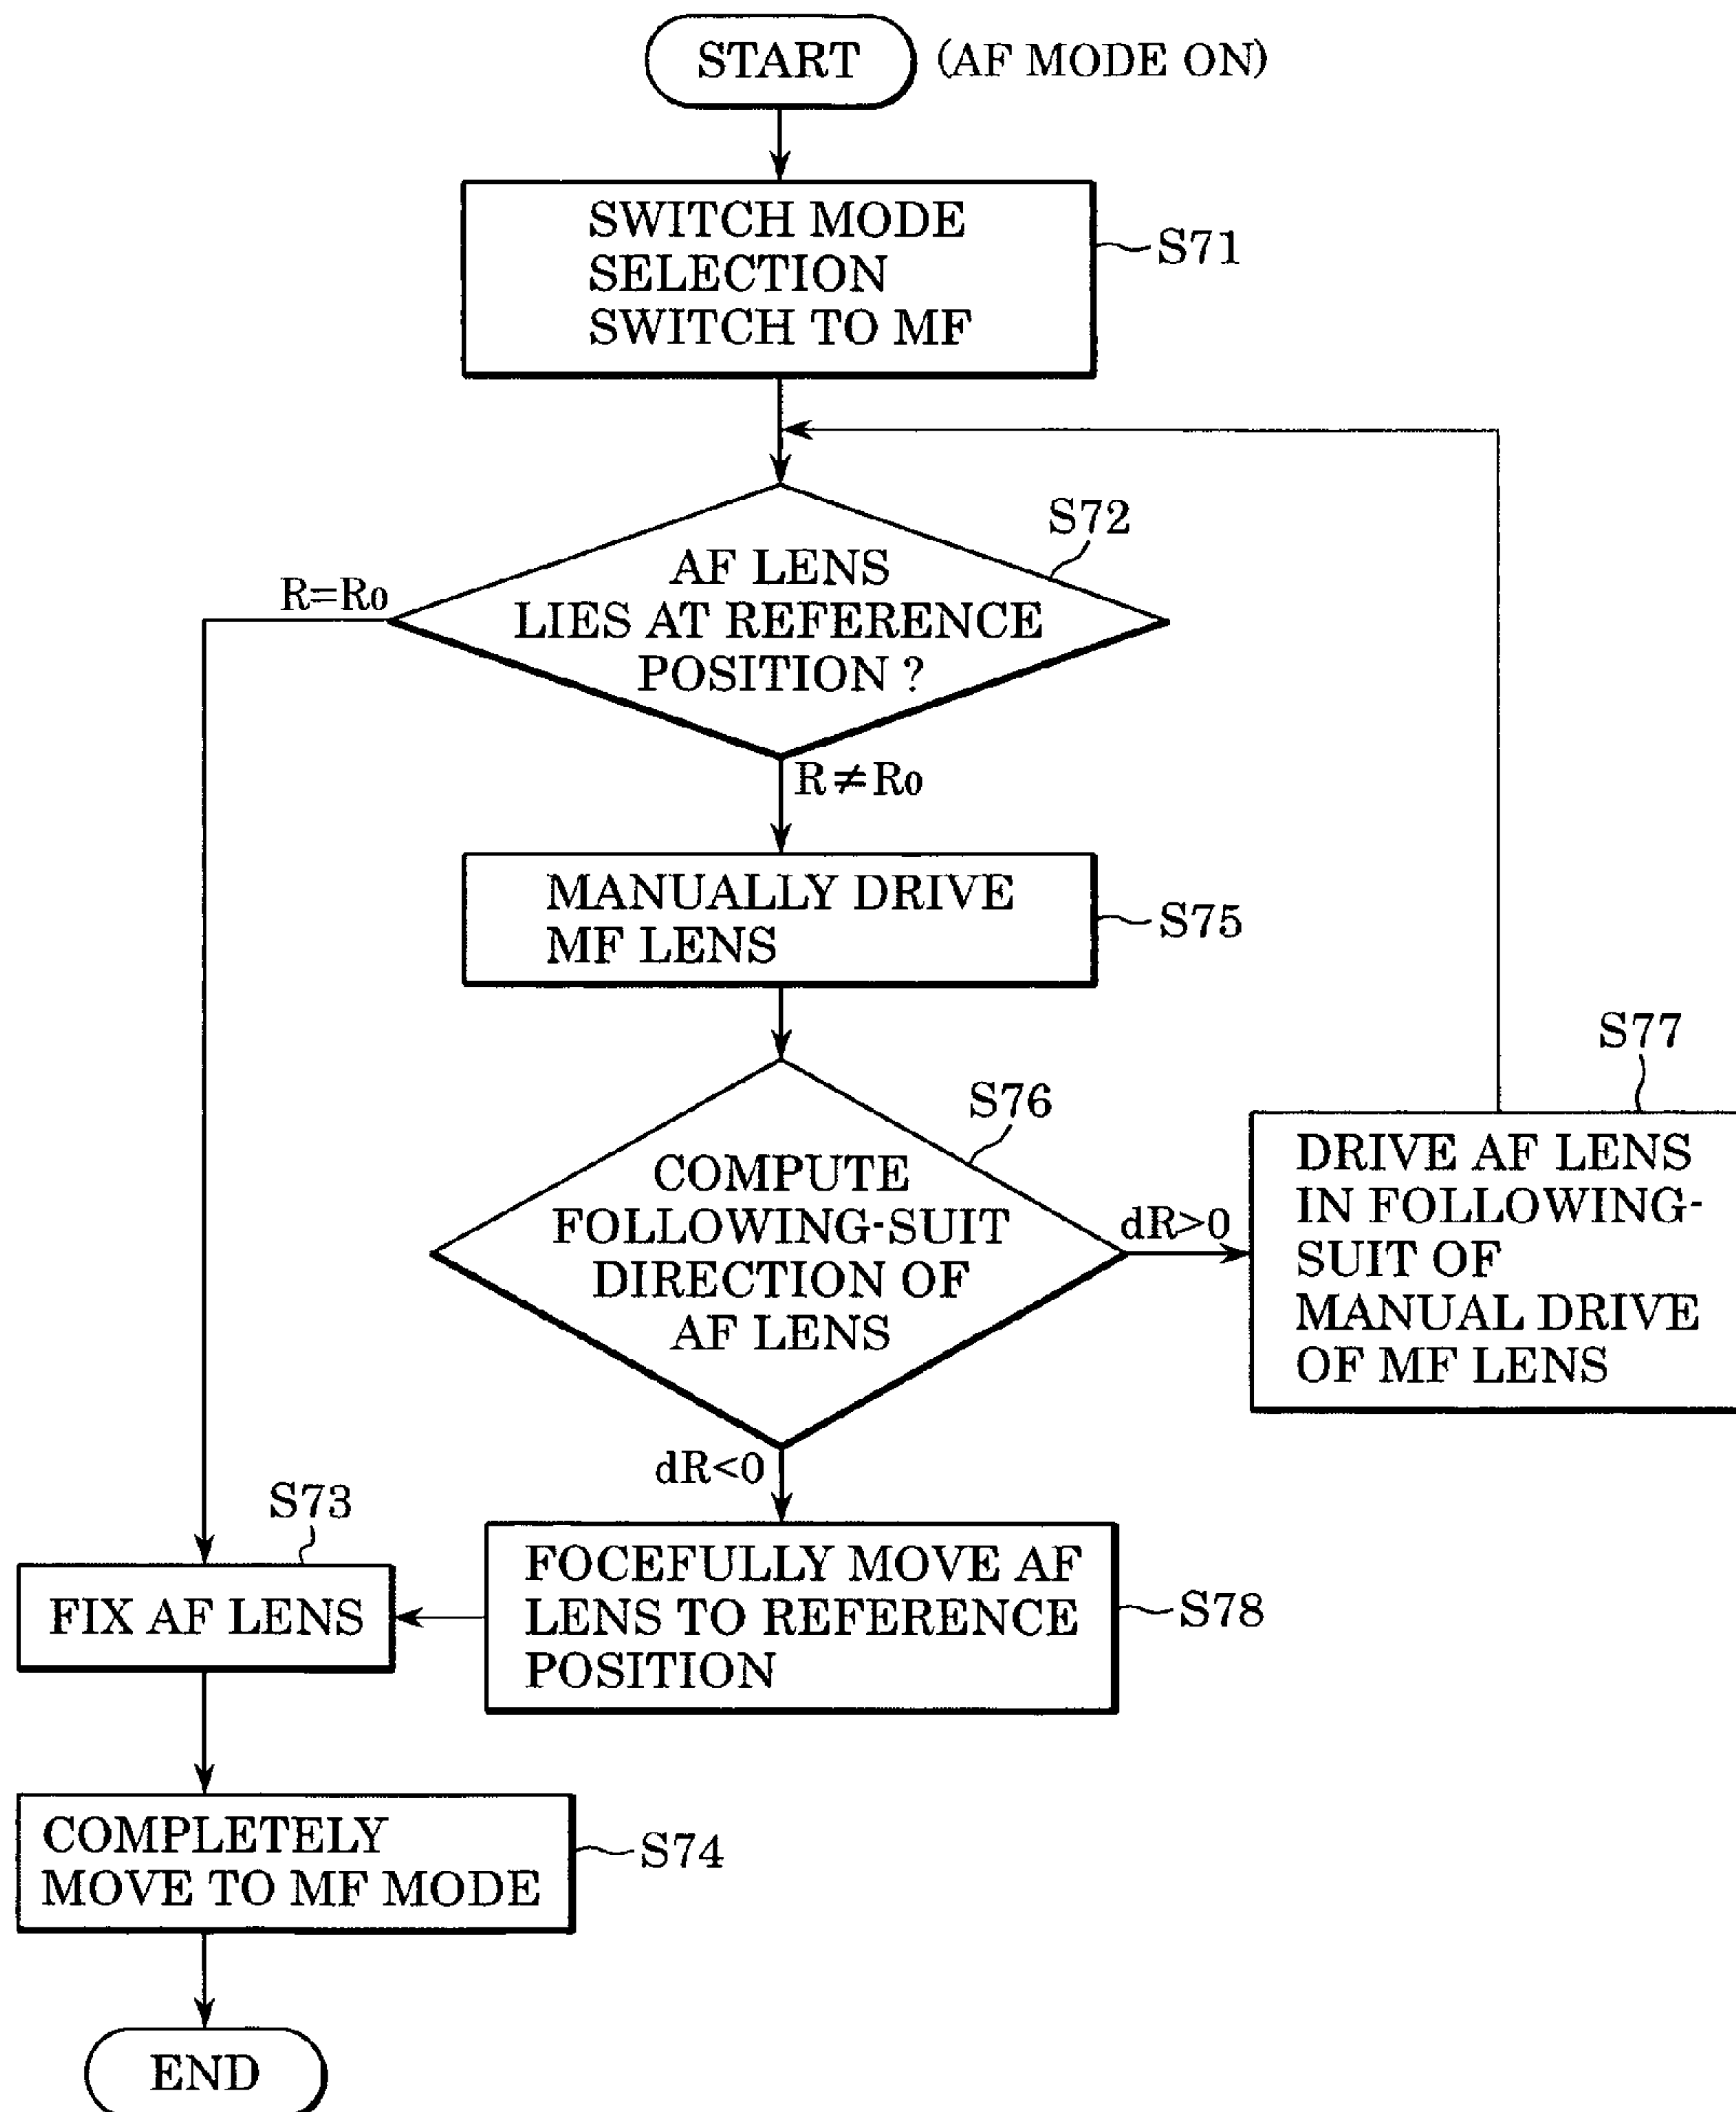 START (AF MODE ON)
SWITCH MODE
SELECTION
SWITCH TO MF
S71
S72
AF LENS
LIES AT REFERENCE
POSITION ?
R=R0
R≠R0
MANUALLY DRIVE
MF LENS
S75
S76
COMPUTE
FOLLOWING-SUIT
DIRECTION OF
AF LENS
dR>0
S77
DRIVE AF LENS
IN FOLLOWING-
SUIT OF
MANUAL DRIVE
OF MF LENS
dR<0
S73
FIX AF LENS
FOCEFULLY MOVE AF
LENS TO REFERENCE
POSITION
S78
COMPLETELY
MOVE TO MF MODE
S74
END